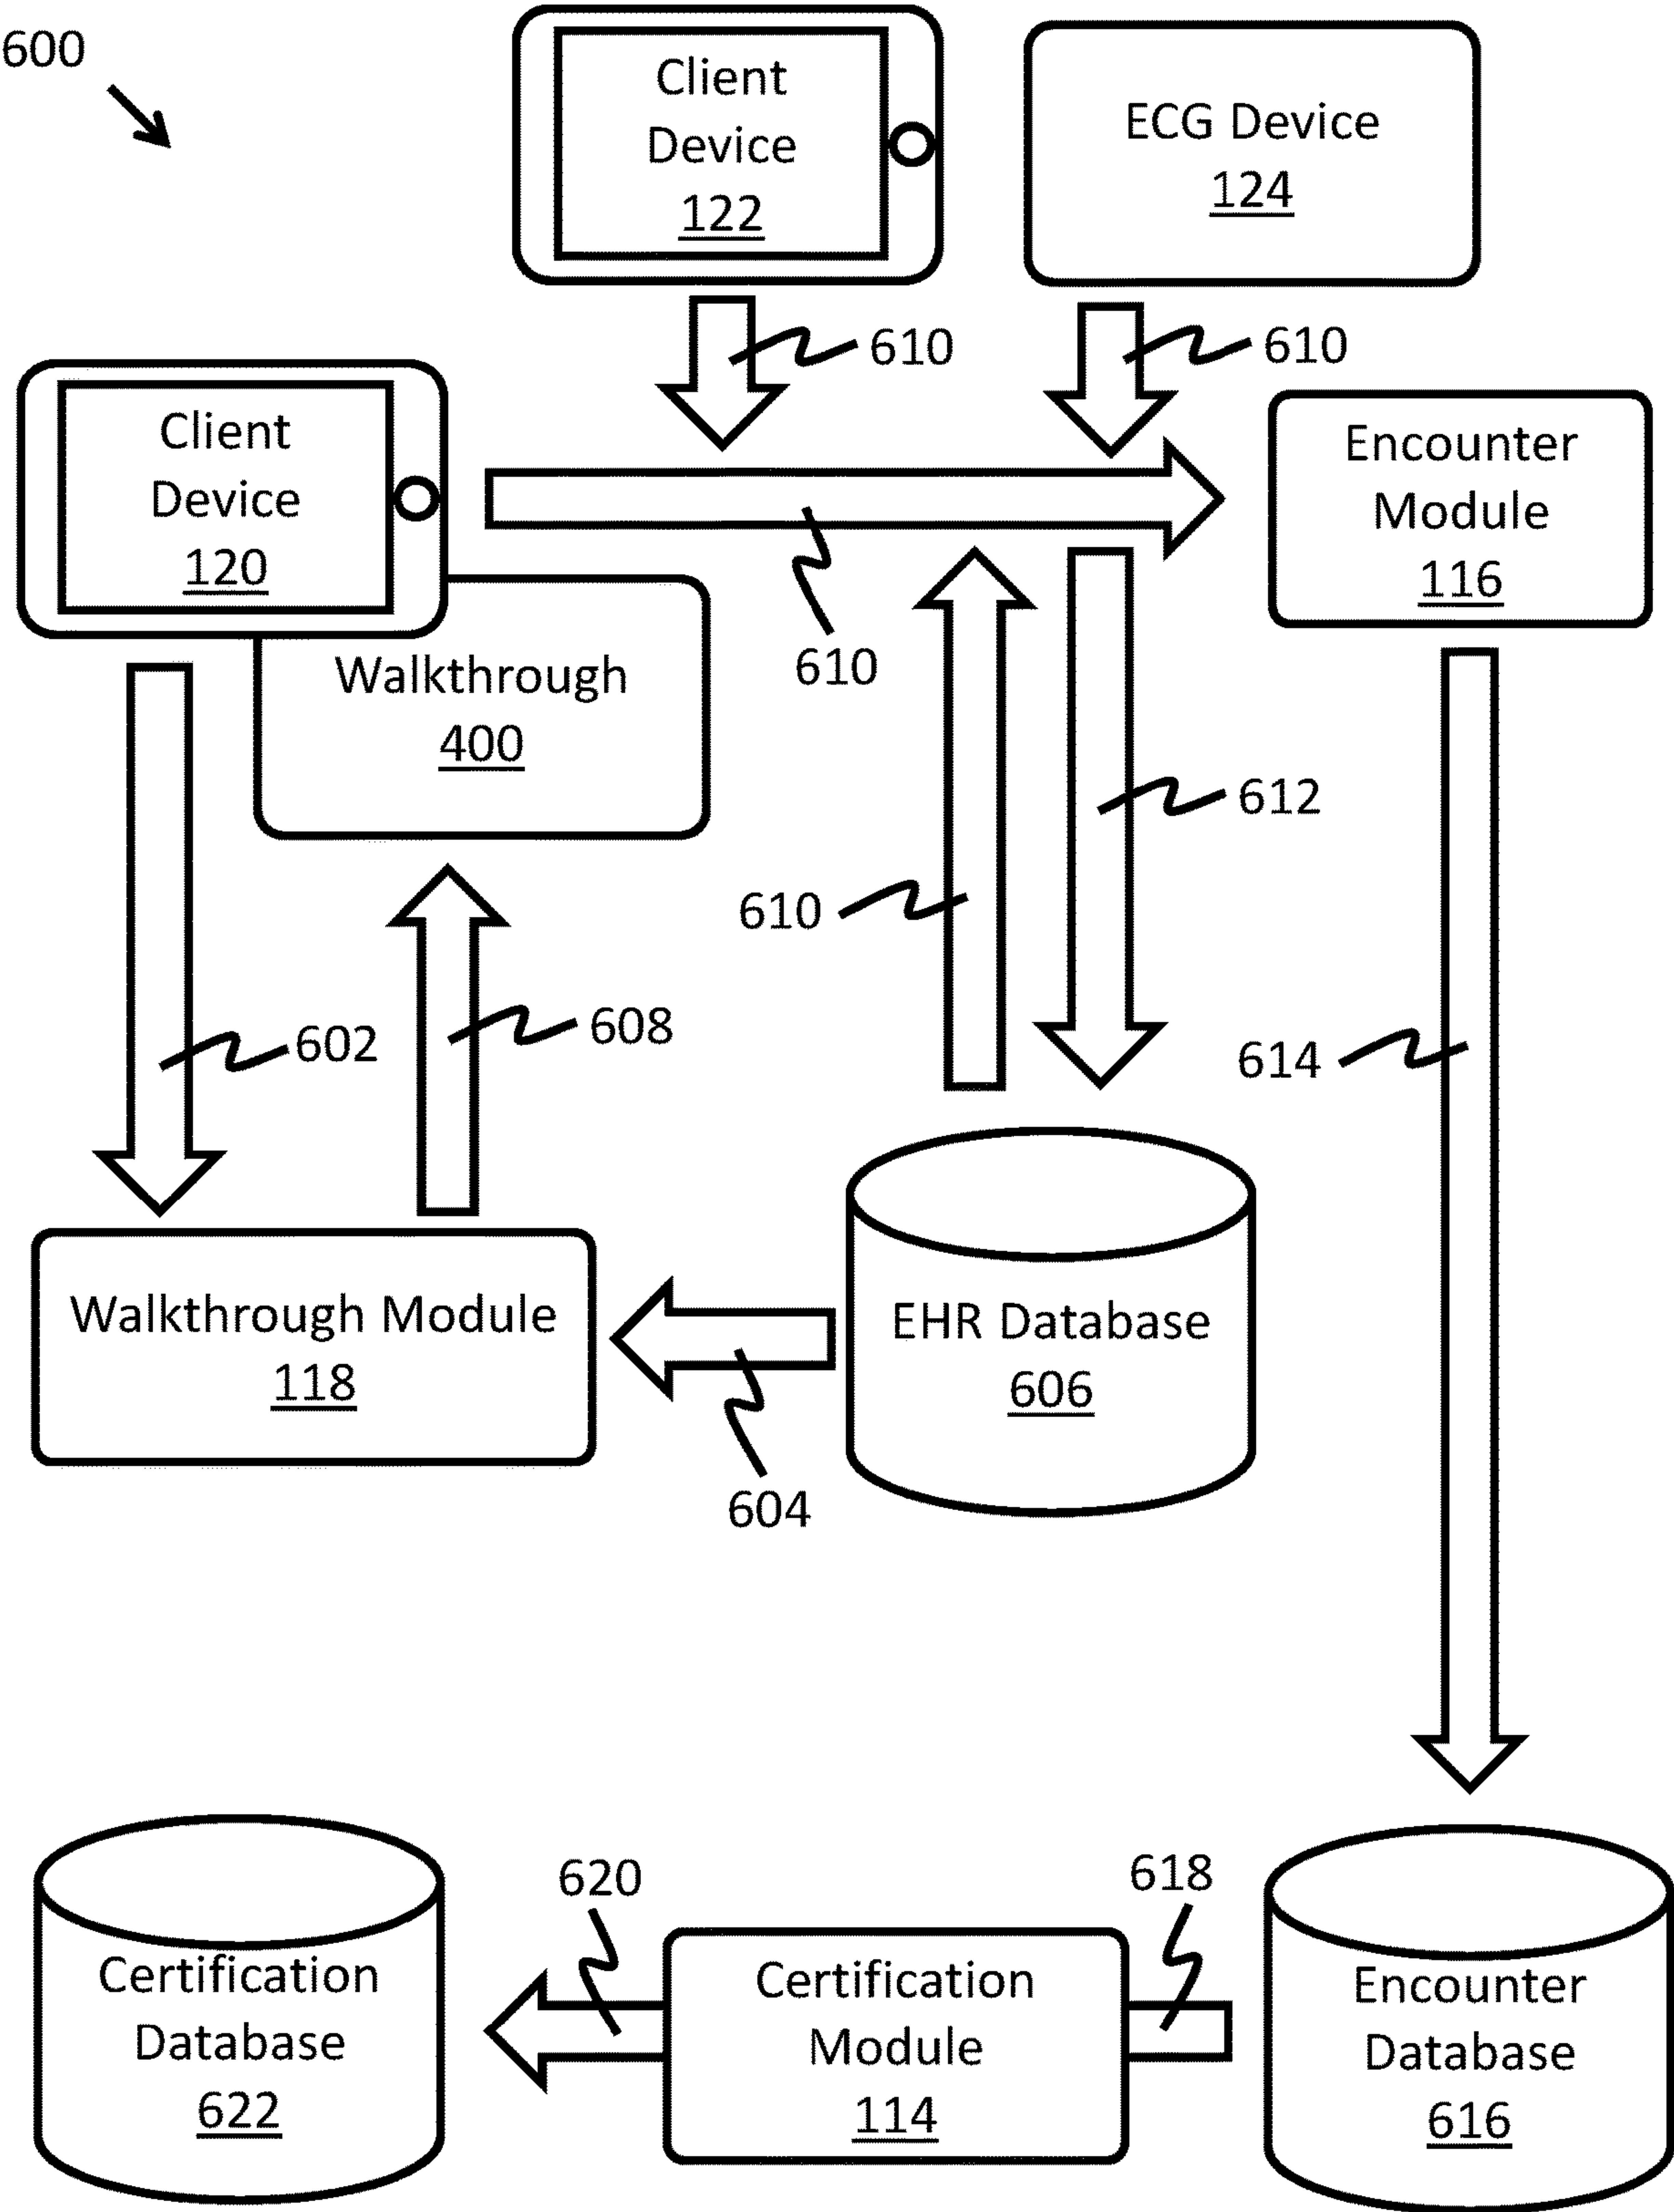 600
Client
Device
122
ECG Device
124
610
610
Client
Device
120
Encounter
Module
116
610
Walkthrough
400
612
610
602
608
614
Walkthrough Module
118
EHR Database
606
604
620
618
Certification
Database
622
Certification
Module
114
Encounter
Database
616